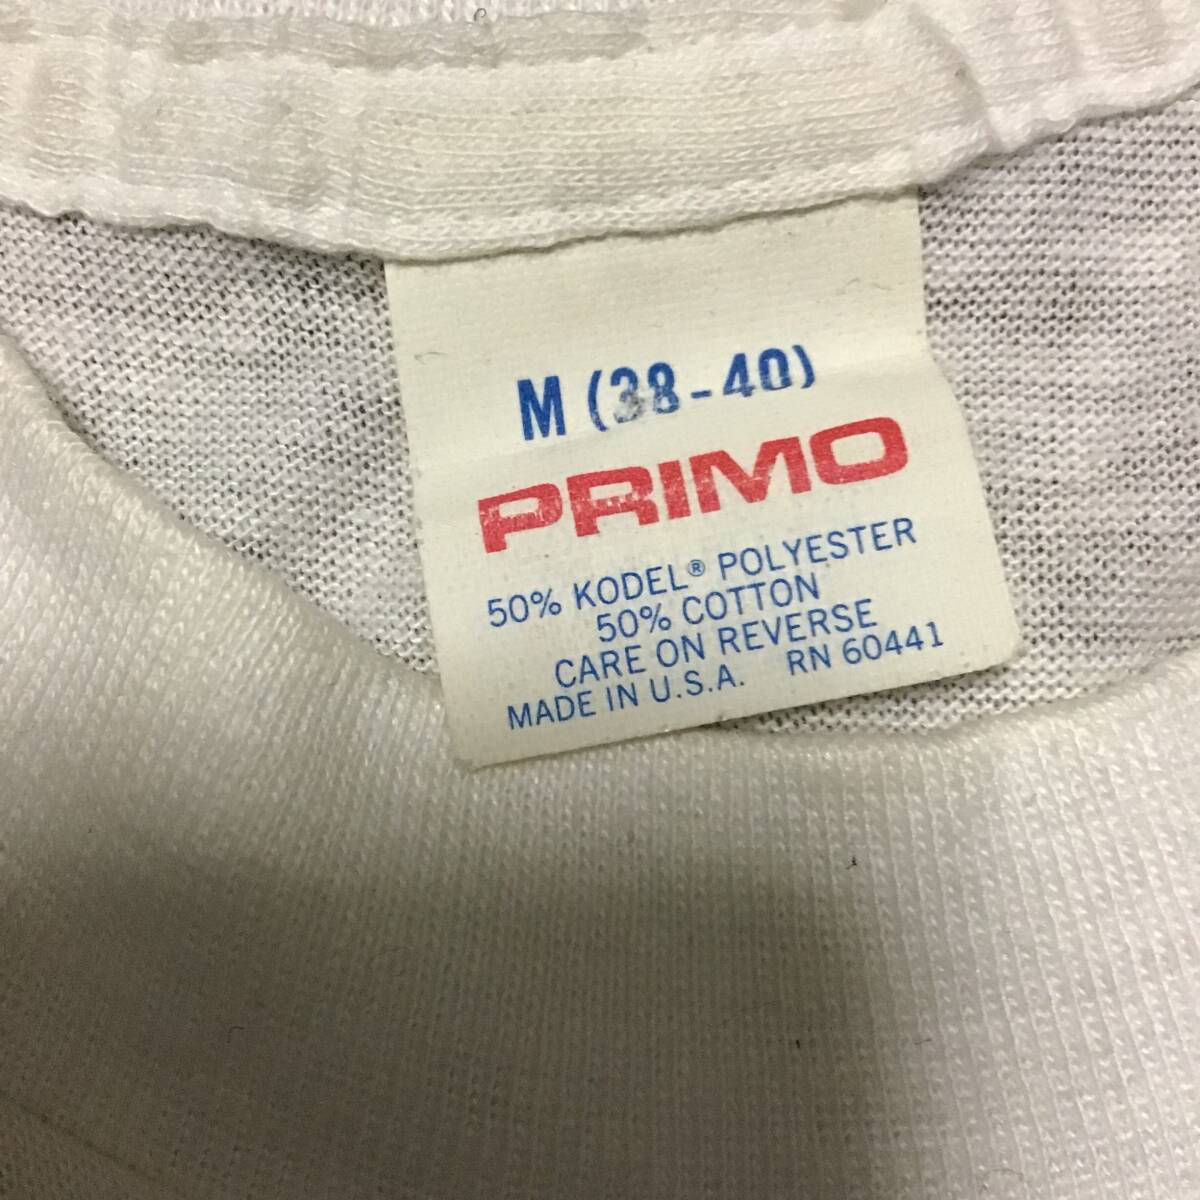 M (38-40)
PRIMO
50% KODEL® POLYESTER
50% COTTON
CARE ON REVERSE
MADE IN U.S.A. RN 60441